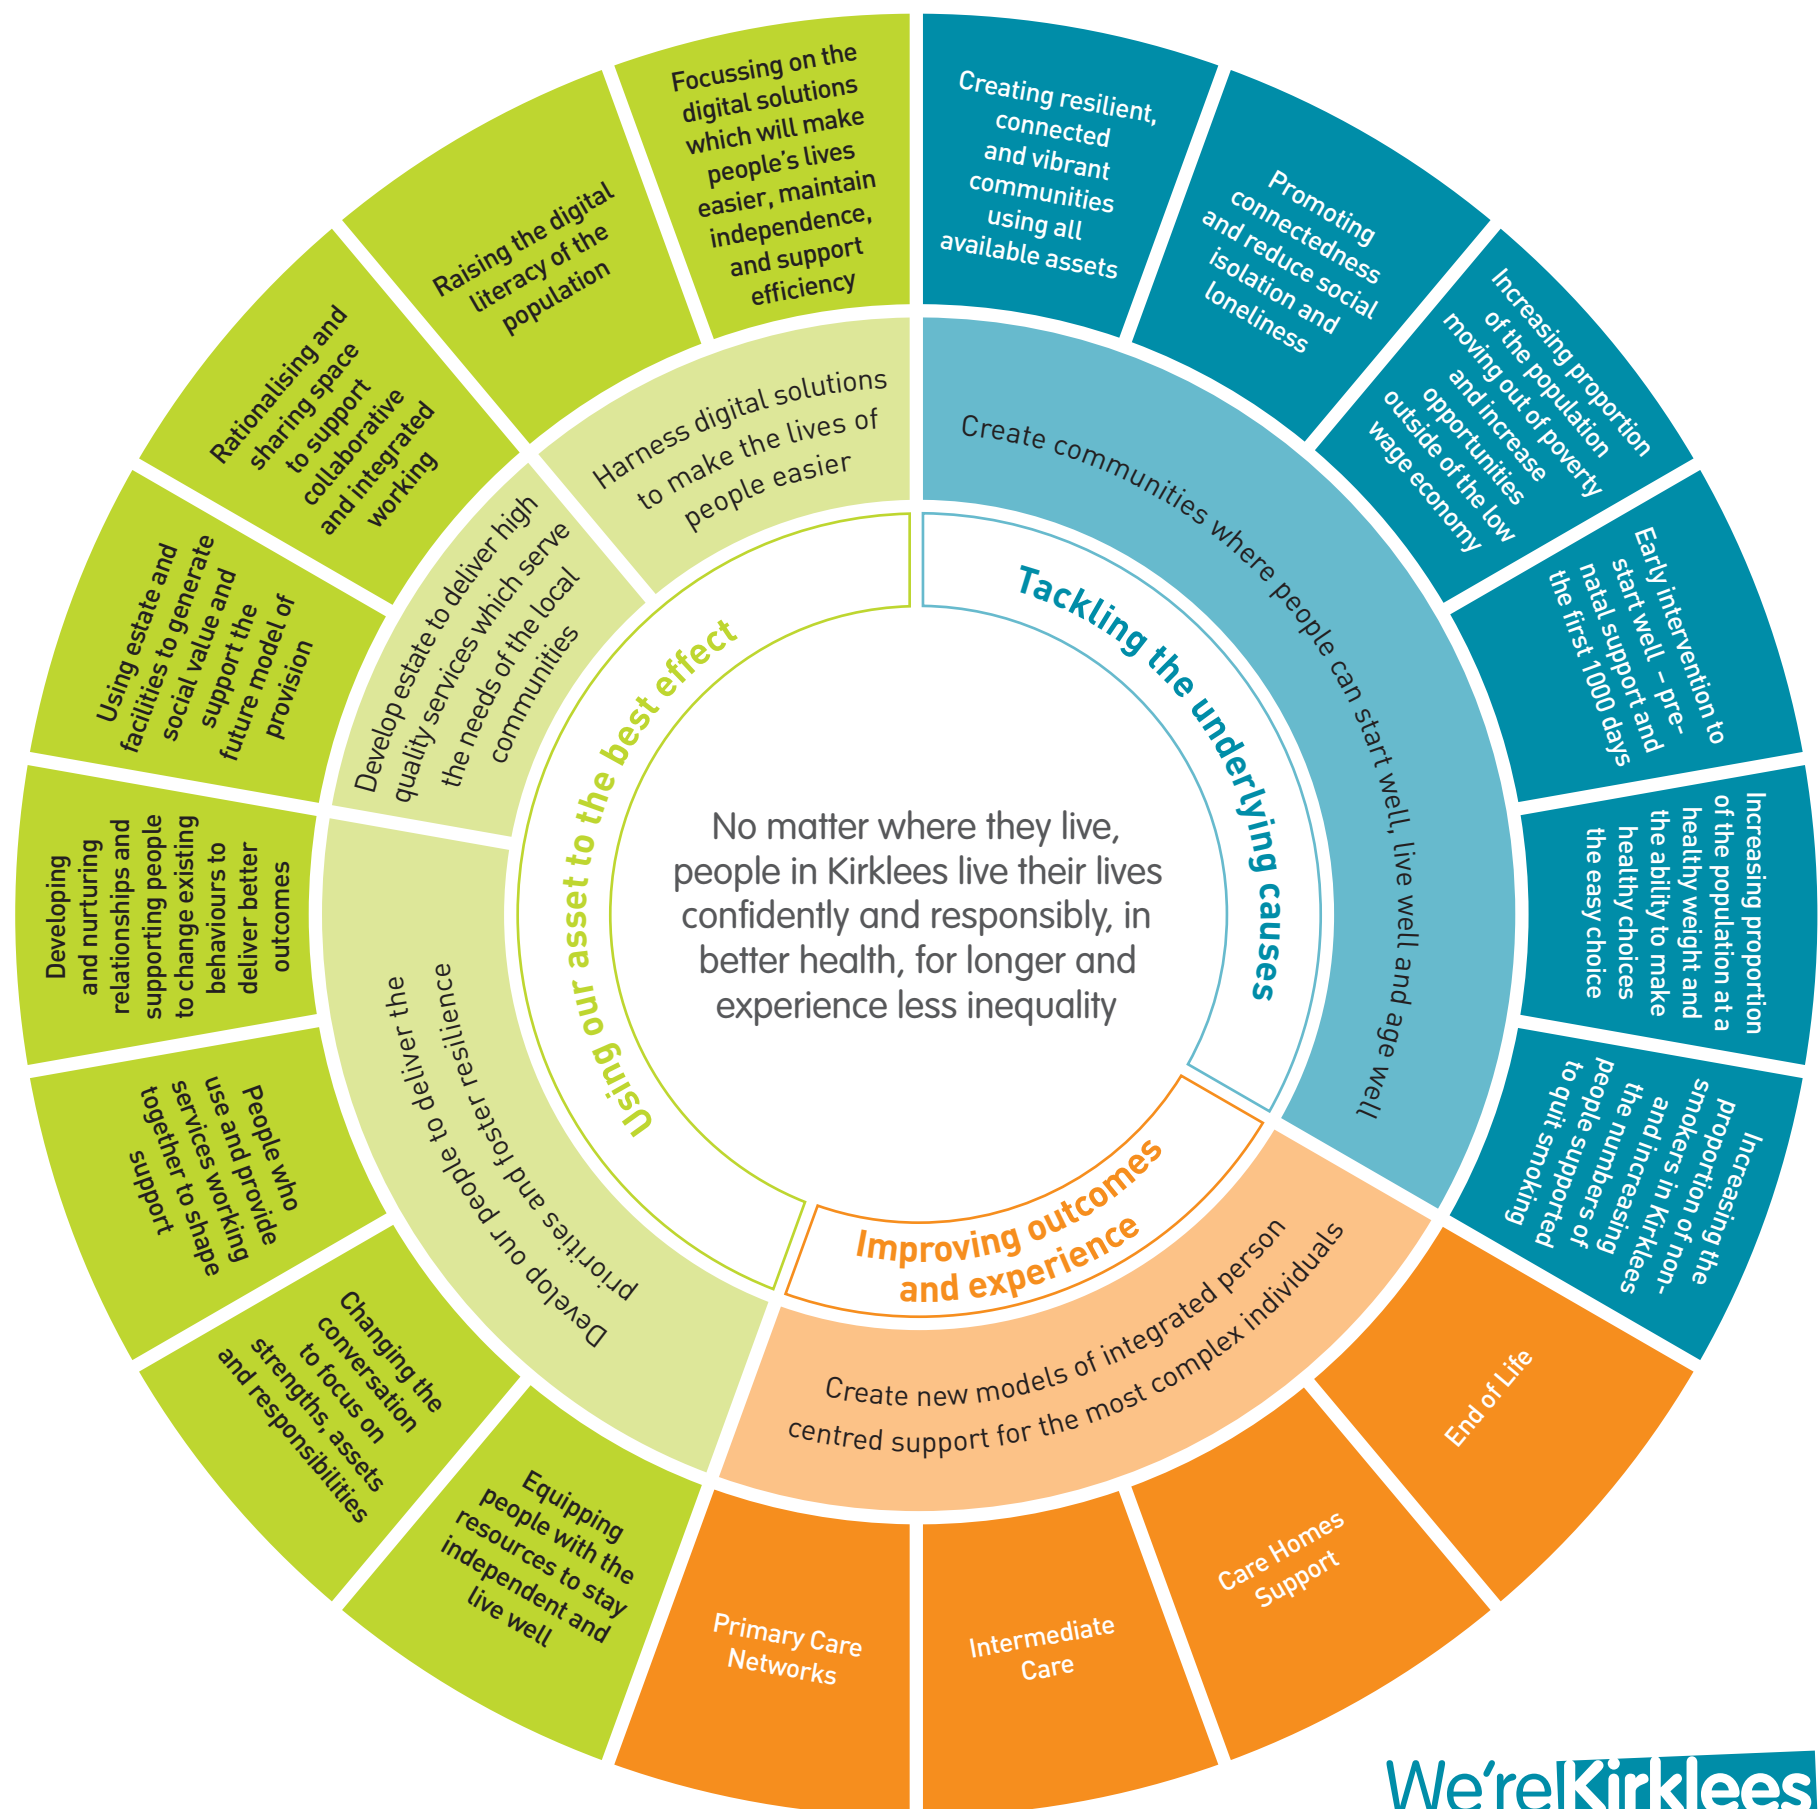 No matter where they live,
people in Kirklees live their lives
confidently and responsibly, in
better health, for longer and
experience less inequality
Tackling the underlying causes
Create communities where people can start well, live well and age well
Creating resilient,
connected
and vibrant
communities
using all
available assets
Promoting
connectedness
and reduce social
isolation and
loneliness
Increasing proportion
of the population
moving out of poverty
and increase
opportunities
outside of the low
wage economy
Early intervention to
start well – pre-
natal support and
the first 1000 days
Increasing proportion
of the population at a
healthy weight and
the ability to make
healthy choices
the easy choice
Increasing the
proportion of non-
smokers in Kirklees
and increasing
the numbers of
people supported
to quit smoking
Improving outcomes
and experience
Create new models of integrated person
centred support for the most complex individuals
End of Life
Care Homes
Support
Intermediate
Care
Primary Care
Networks
Using our asset to the best effect
Develop our people to deliver the
priorities and foster resilience
Equipping
people with the
resources to stay
independent and
live well
Changing the
conversation
to focus on
strengths, assets
and responsibilities
People who
use and provide
services working
together to shape
support
Developing
and nurturing
relationships and
supporting people
to change existing
behaviours to
deliver better
outcomes
Develop estate to deliver high
quality services which serve
the needs of the local
communities
Using estate and
facilities to generate
social value and
support the
future model of
provision
Rationalising and
sharing space
to support
collaborative
and integrated
working
Harness digital solutions
to make the lives of
people easier
Raising the digital
literacy of the
population
Focussing on the
digital solutions
which will make
people's lives
easier, maintain
independence,
and support
efficiency
We're Kirklees